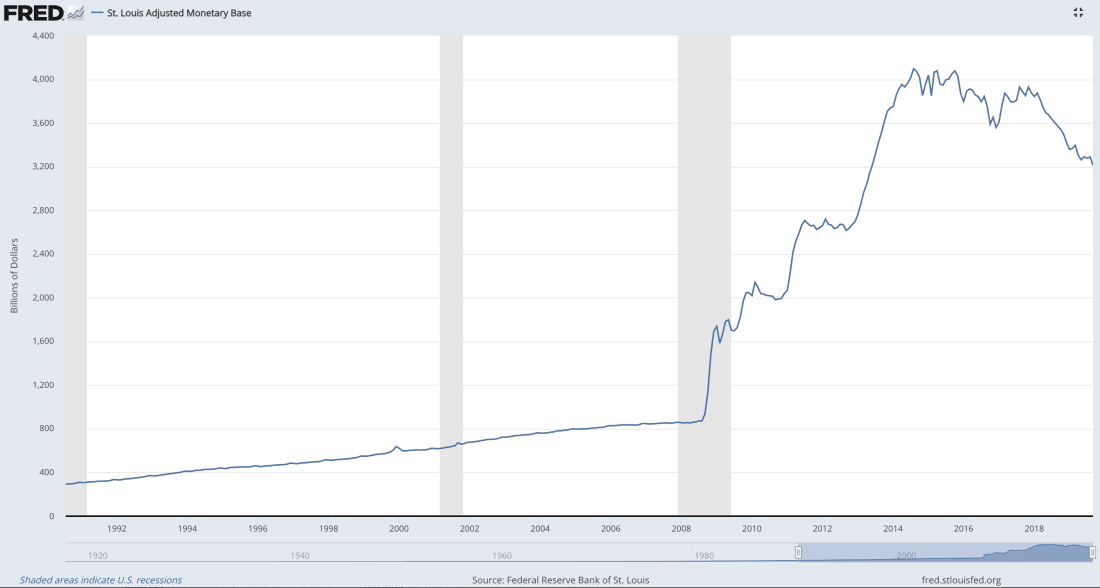 FRED St. Louis Adjusted Monetary Base
4,400
4,000
3,600
3,200
2,800
2,400
2,000
1,600
1,200
800
400
0
Billions of Dollars
1992 1994 1996 1998 2000 2002 2004 2006 2008 2010 2012 2014 2016 2018
1920 1940 1960 1980 2000
Shaded areas indicate U.S. recessions Source: Federal Reserve Bank of St. Louis fred.stlouisfed.org